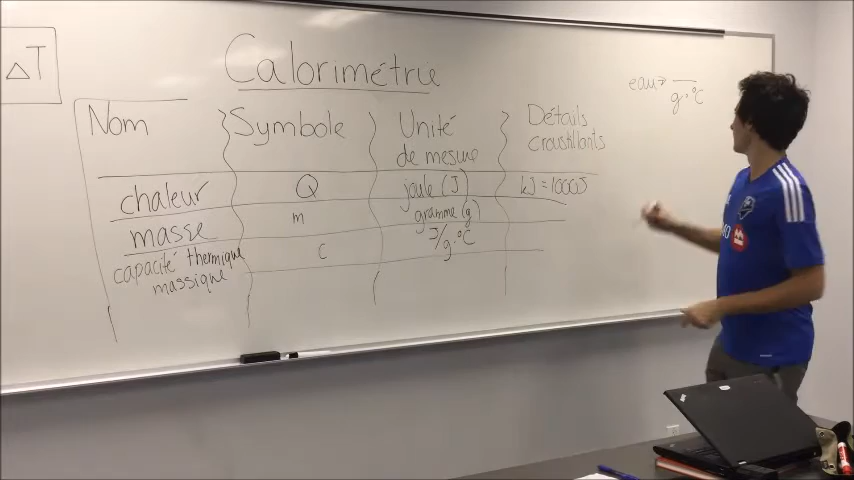 ΔT
Calorimétrie
Nom Symbole Unité de mesure Détails croustillants
chaleur Q joule (J) kJ = 1000J
masse m gramme (g)
capacité thermique massique c J/g·°C
eau → __
g·°C